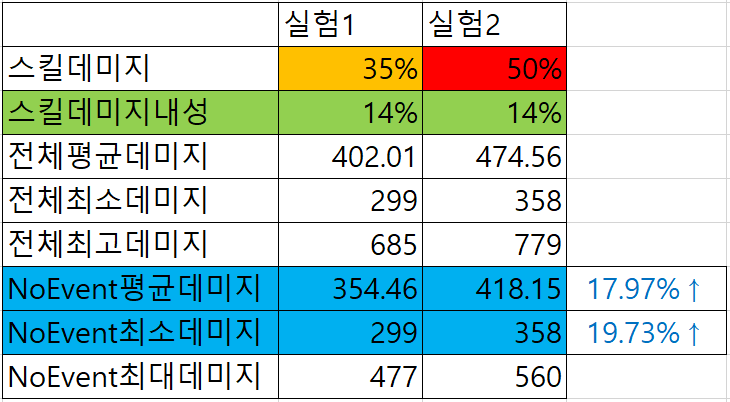 실험1 실험2
스킬데미지 35% 50%
스킬데미지내성 14% 14%
전체평균데미지 402.01 474.56
전체최소데미지 299 358
전체최고데미지 685 779
NoEvent평균데미지 354.46 418.15 17.97% ↑
NoEvent최소데미지 299 358 19.73% ↑
NoEvent최대데미지 477 560